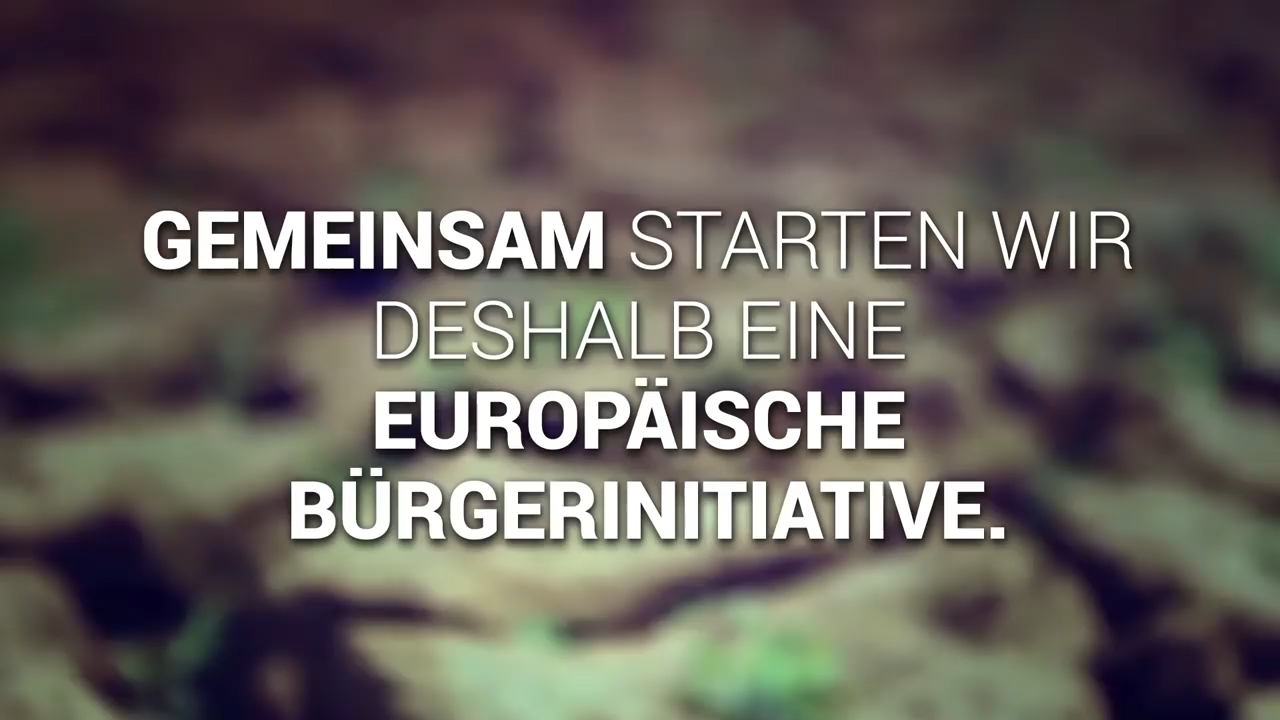 GEMEINSAM STARTEN WIR
DESHALB EINE
EUROPÄISCHE
BÜRGERINITIATIVE.